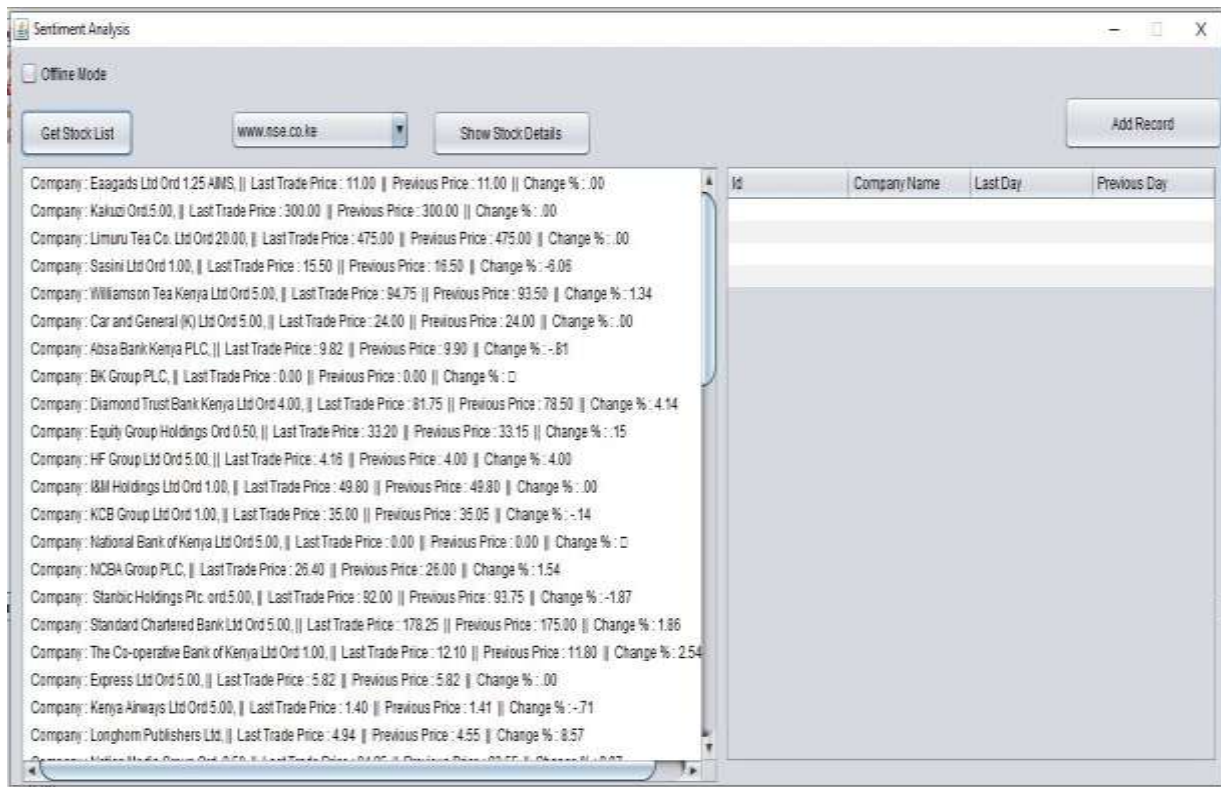 Sentiment Analysis
Offline Mode
Get Stock List
www.nse.co.ke
Show Stock Details
Add Record
Company : Eaagads Ltd Ord 1.25 AIMS, || Last Trade Price : 11.00 || Previous Price : 11.00 || Change % : .00
Company : Kakuzi Ord.5.00, || Last Trade Price : 300.00 || Previous Price : 300.00 || Change % : .00
Company : Limuru Tea Co. Ltd Ord 20.00, || Last Trade Price : 475.00 || Previous Price : 475.00 || Change % : .00
Company : Sasini Ltd Ord 1.00, || Last Trade Price : 15.50 || Previous Price : 16.50 || Change % : -6.06
Company : Williamson Tea Kenya Ltd Ord 5.00, || Last Trade Price : 94.75 || Previous Price : 93.50 || Change % : 1.34
Company : Car and General (K) Ltd Ord 5.00, || Last Trade Price : 24.00 || Previous Price : 24.00 || Change % : .00
Company : Absa Bank Kenya PLC, || Last Trade Price : 9.82 || Previous Price : 9.90 || Change % : -.81
Company : BK Group PLC, || Last Trade Price : 0.00 || Previous Price : 0.00 || Change % : □
Company : Diamond Trust Bank Kenya Ltd Ord 4.00, || Last Trade Price : 81.75 || Previous Price : 78.50 || Change % : 4.14
Company : Equity Group Holdings Ord 0.50, || Last Trade Price : 33.20 || Previous Price : 33.15 || Change % : .15
Company : HF Group Ltd Ord 5.00, || Last Trade Price : 4.16 || Previous Price : 4.00 || Change % : 4.00
Company : I&M Holdings Ltd Ord 1.00, || Last Trade Price : 49.80 || Previous Price : 49.80 || Change % : .00
Company : KCB Group Ltd Ord 1.00, || Last Trade Price : 35.00 || Previous Price : 35.05 || Change % : -.14
Company : National Bank of Kenya Ltd Ord 5.00, || Last Trade Price : 0.00 || Previous Price : 0.00 || Change % : □
Company : NCBA Group PLC, || Last Trade Price : 26.40 || Previous Price : 26.00 || Change % : 1.54
Company : Stanbic Holdings Plc. ord.5.00, || Last Trade Price : 92.00 || Previous Price : 93.75 || Change % : -1.87
Company : Standard Chartered Bank Ltd Ord 5.00, || Last Trade Price : 178.25 || Previous Price : 175.00 || Change % : 1.86
Company : The Co-operative Bank of Kenya Ltd Ord 1.00, || Last Trade Price : 12.10 || Previous Price : 11.80 || Change % : 2.54
Company : Express Ltd Ord 5.00, || Last Trade Price : 5.82 || Previous Price : 5.82 || Change % : .00
Company : Kenya Airways Ltd Ord 5.00, || Last Trade Price : 1.40 || Previous Price : 1.41 || Change % : -.71
Company : Longhorn Publishers Ltd, || Last Trade Price : 4.94 || Previous Price : 4.55 || Change % : 8.57
Id Company Name Last Day Previous Day